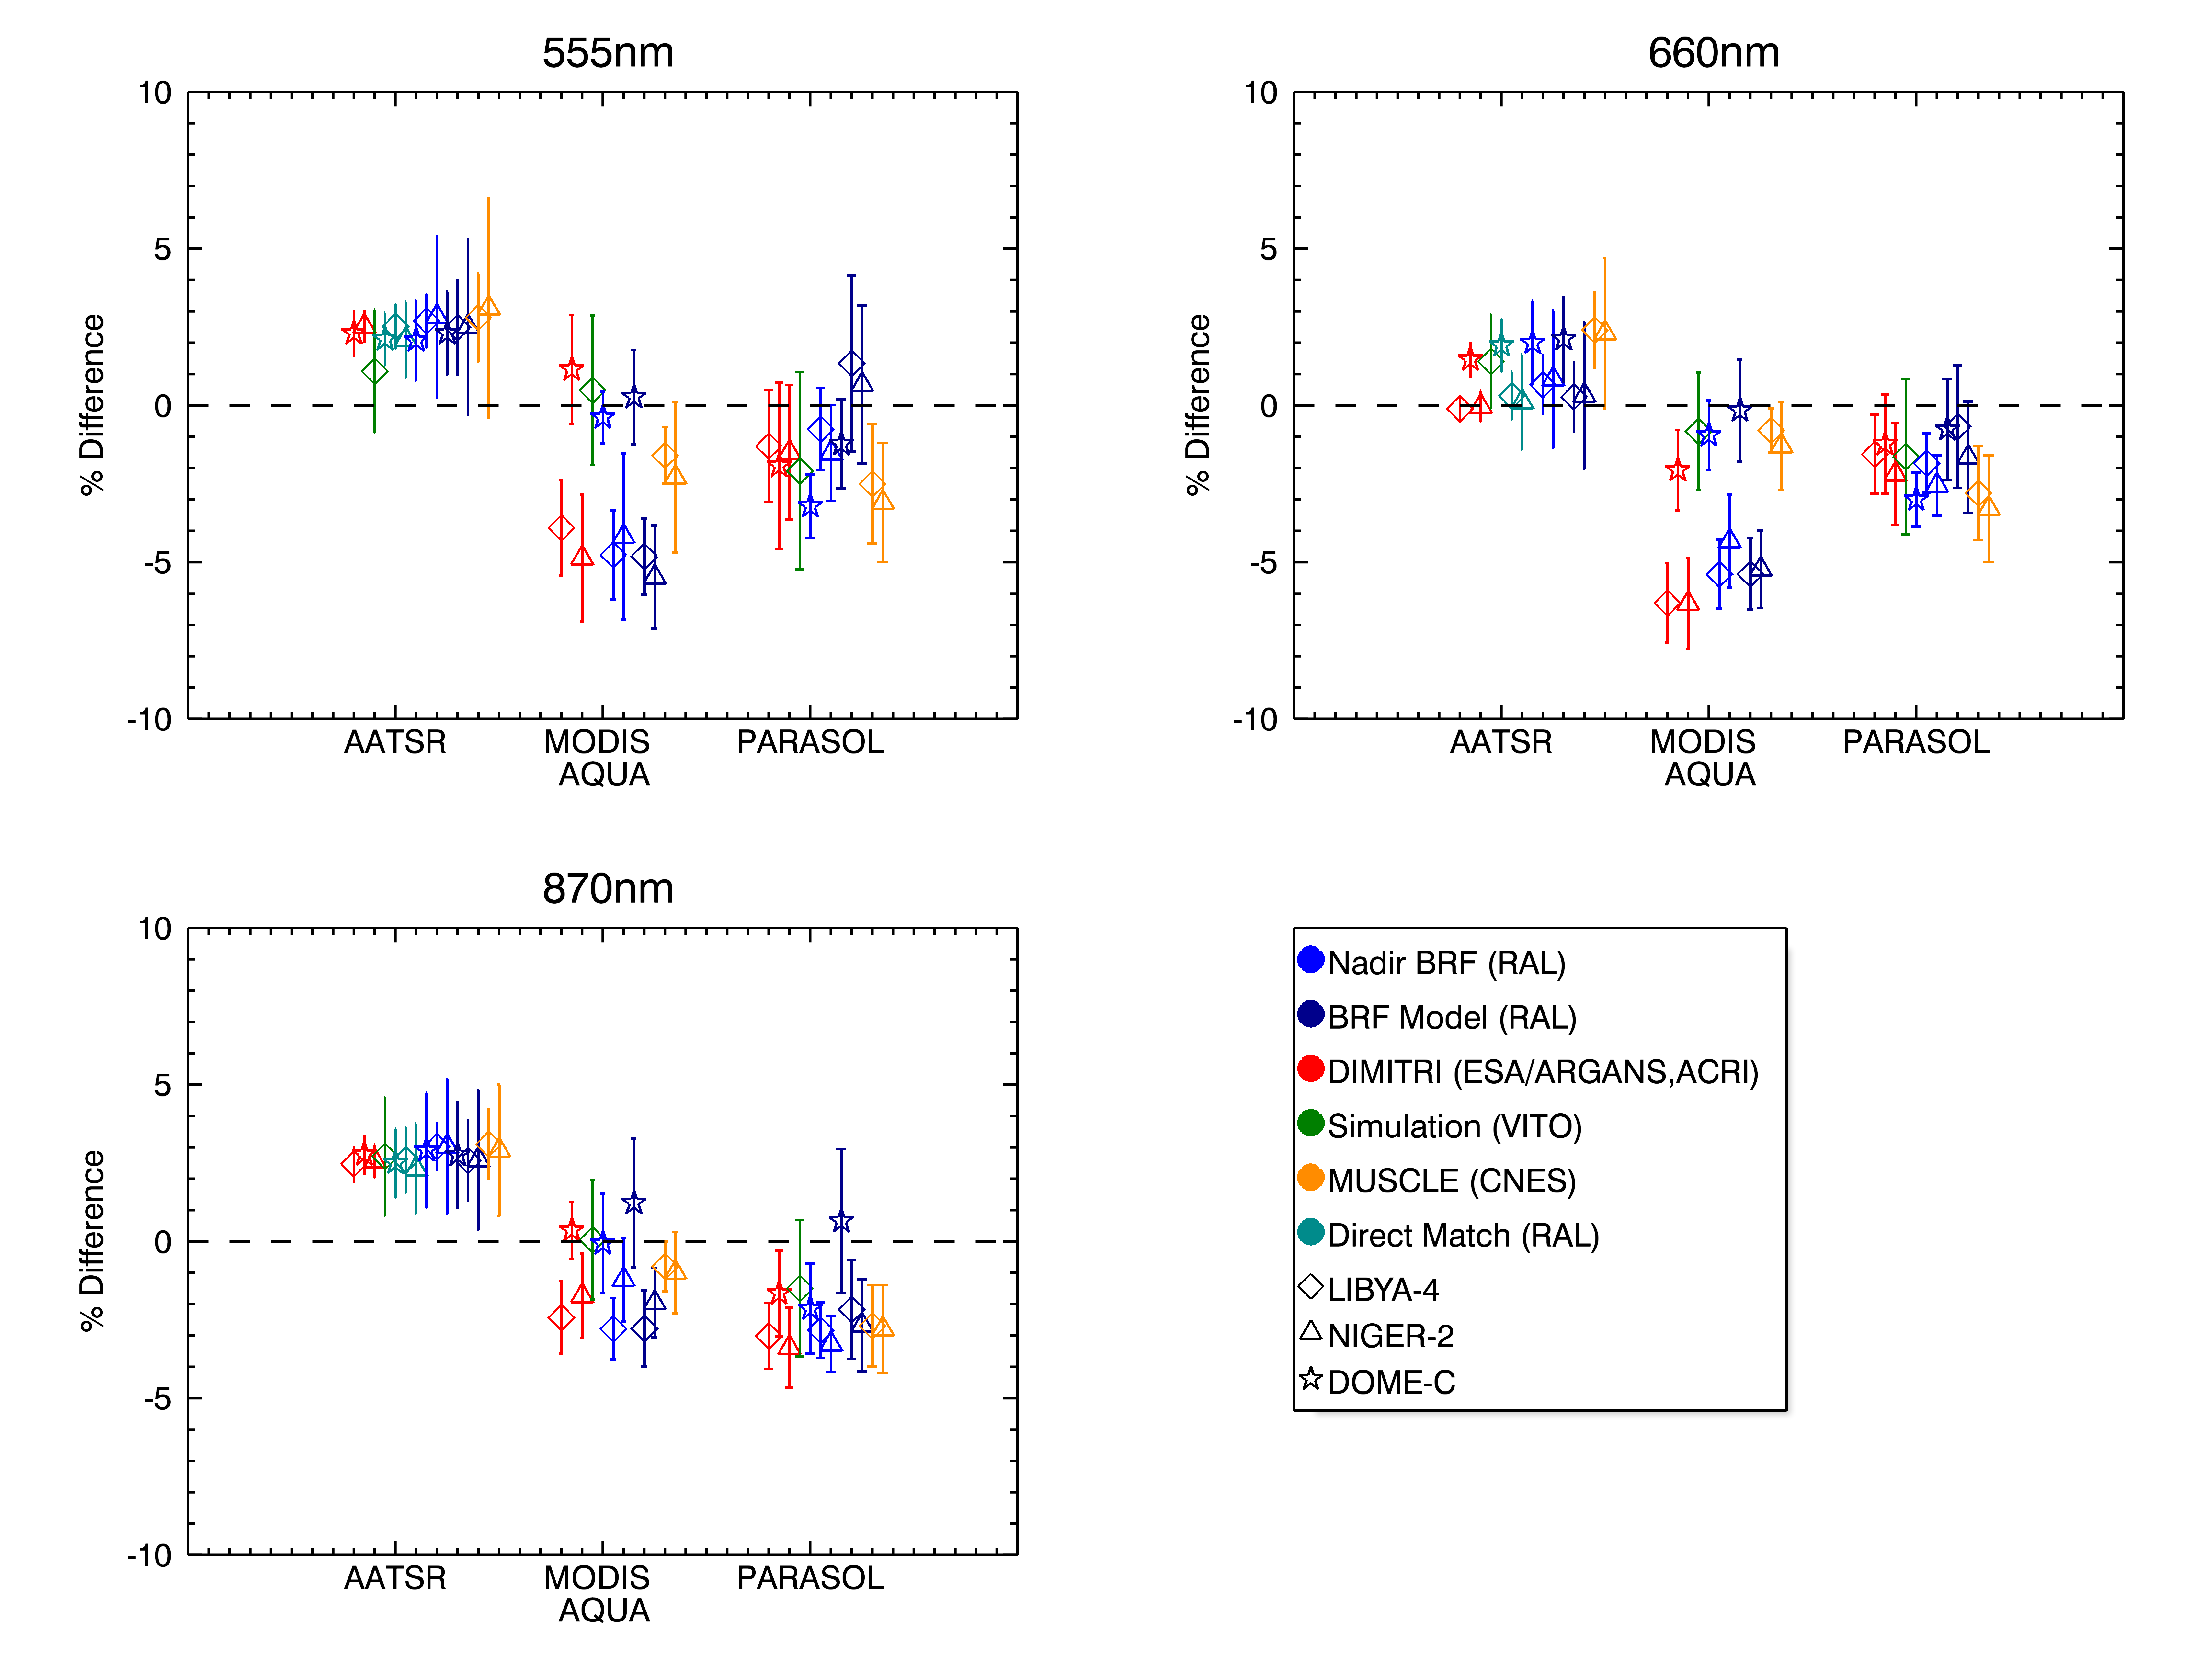 555nm
10
5
0
-5
-10
% Difference
AATSR
MODIS
AQUA
PARASOL
660nm
10
5
0
-5
-10
% Difference
AATSR
MODIS
AQUA
PARASOL
870nm
10
5
0
-5
-10
% Difference
AATSR
MODIS
AQUA
PARASOL
Nadir BRF (RAL)
BRF Model (RAL)
DIMITRI (ESA/ARGANS,ACRI)
Simulation (VITO)
MUSCLE (CNES)
Direct Match (RAL)
LIBYA-4
NIGER-2
DOME-C